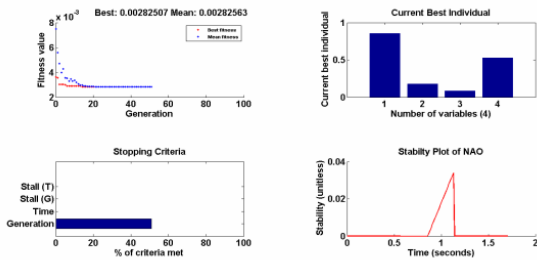 Best: 0.00282507 Mean: 0.00282563
x 10⁻³
8
6
4
2
0 20 40 60 80 100
Fitness value
Generation
Best fitness
Mean fitness
Current Best Individual
1
0.5
0
1 2 3 4
Current best individual
Number of variables (4)
Stopping Criteria
Stall (T)
Stall (G)
Time
Generation
0 20 40 60 80 100
% of criteria met
Stabilty Plot of NAO
0.04
0.02
0
0 0.5 1 1.5 2
Stability (unitless)
Time (seconds)